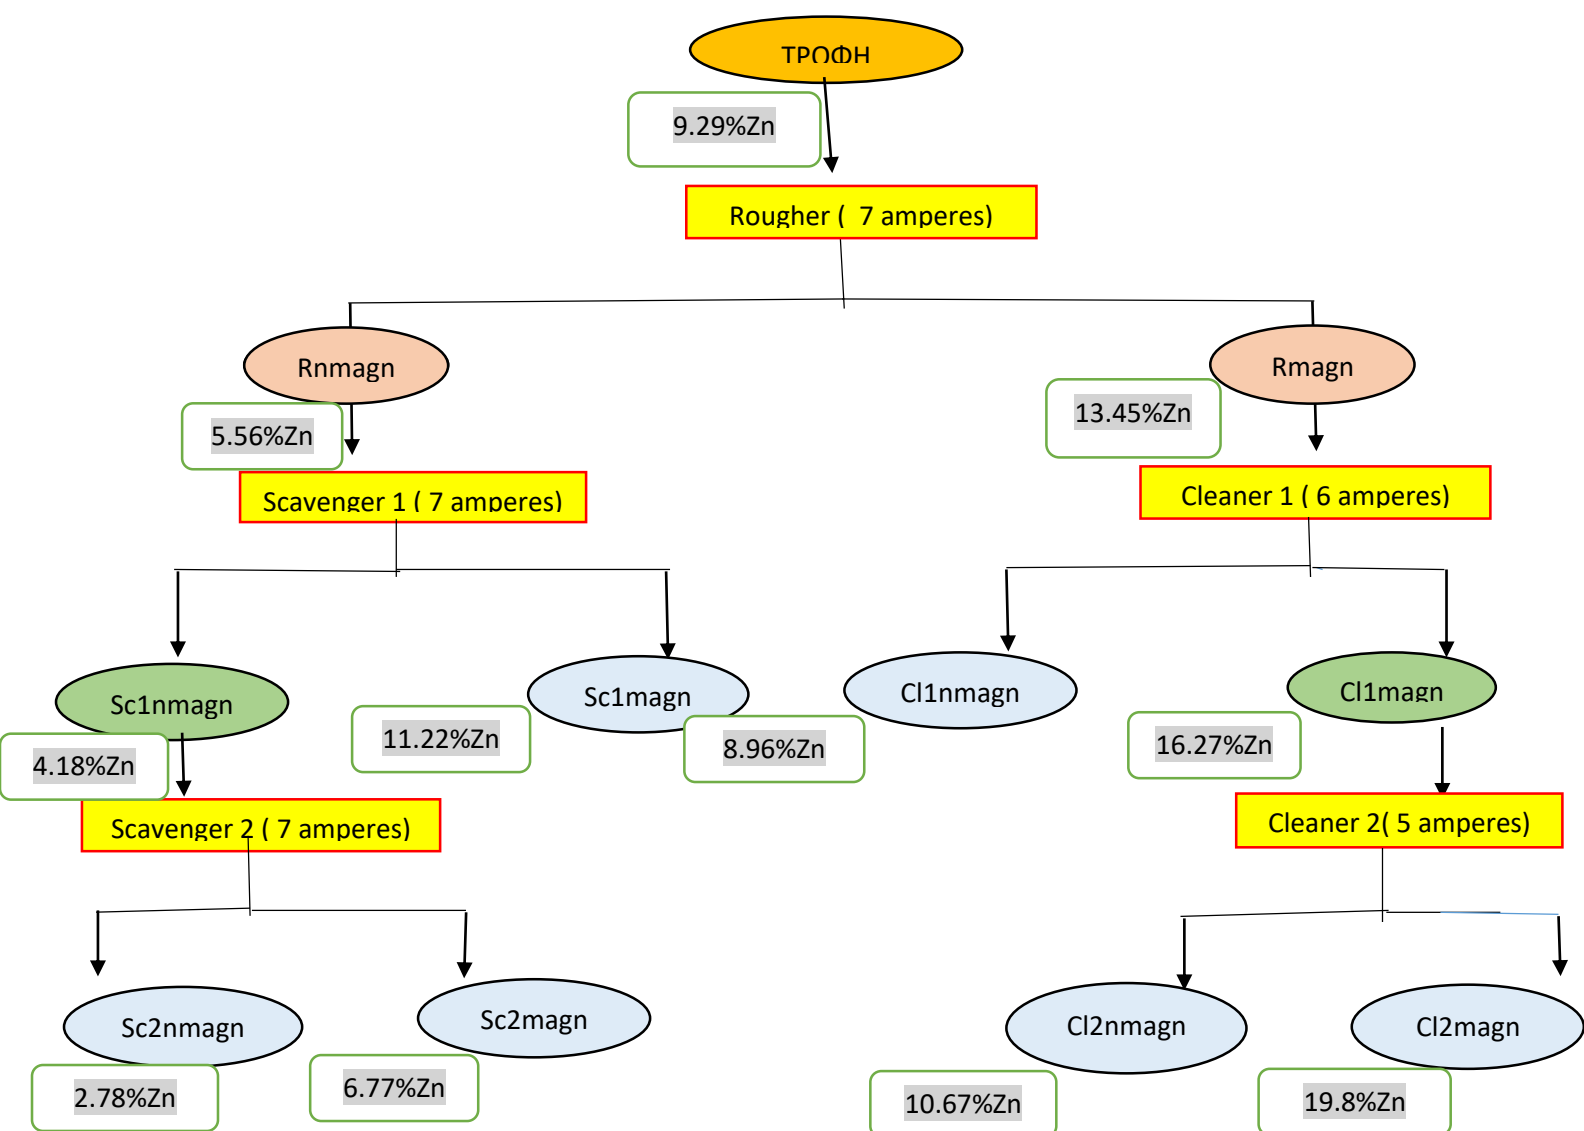 ΤΡΟΦΗ
9.29%Zn
Rougher (  7 amperes)
Rnmagn
Rmagn
5.56%Zn
13.45%Zn
Scavenger 1 ( 7 amperes)
Cleaner 1 ( 6 amperes)
Sc1nmagn
Sc1magn
Cl1nmagn
Cl1magn
4.18%Zn
11.22%Zn
8.96%Zn
16.27%Zn
Scavenger 2 ( 7 amperes)
Cleaner 2( 5 amperes)
Sc2nmagn
Sc2magn
Cl2nmagn
Cl2magn
2.78%Zn
6.77%Zn
10.67%Zn
19.8%Zn